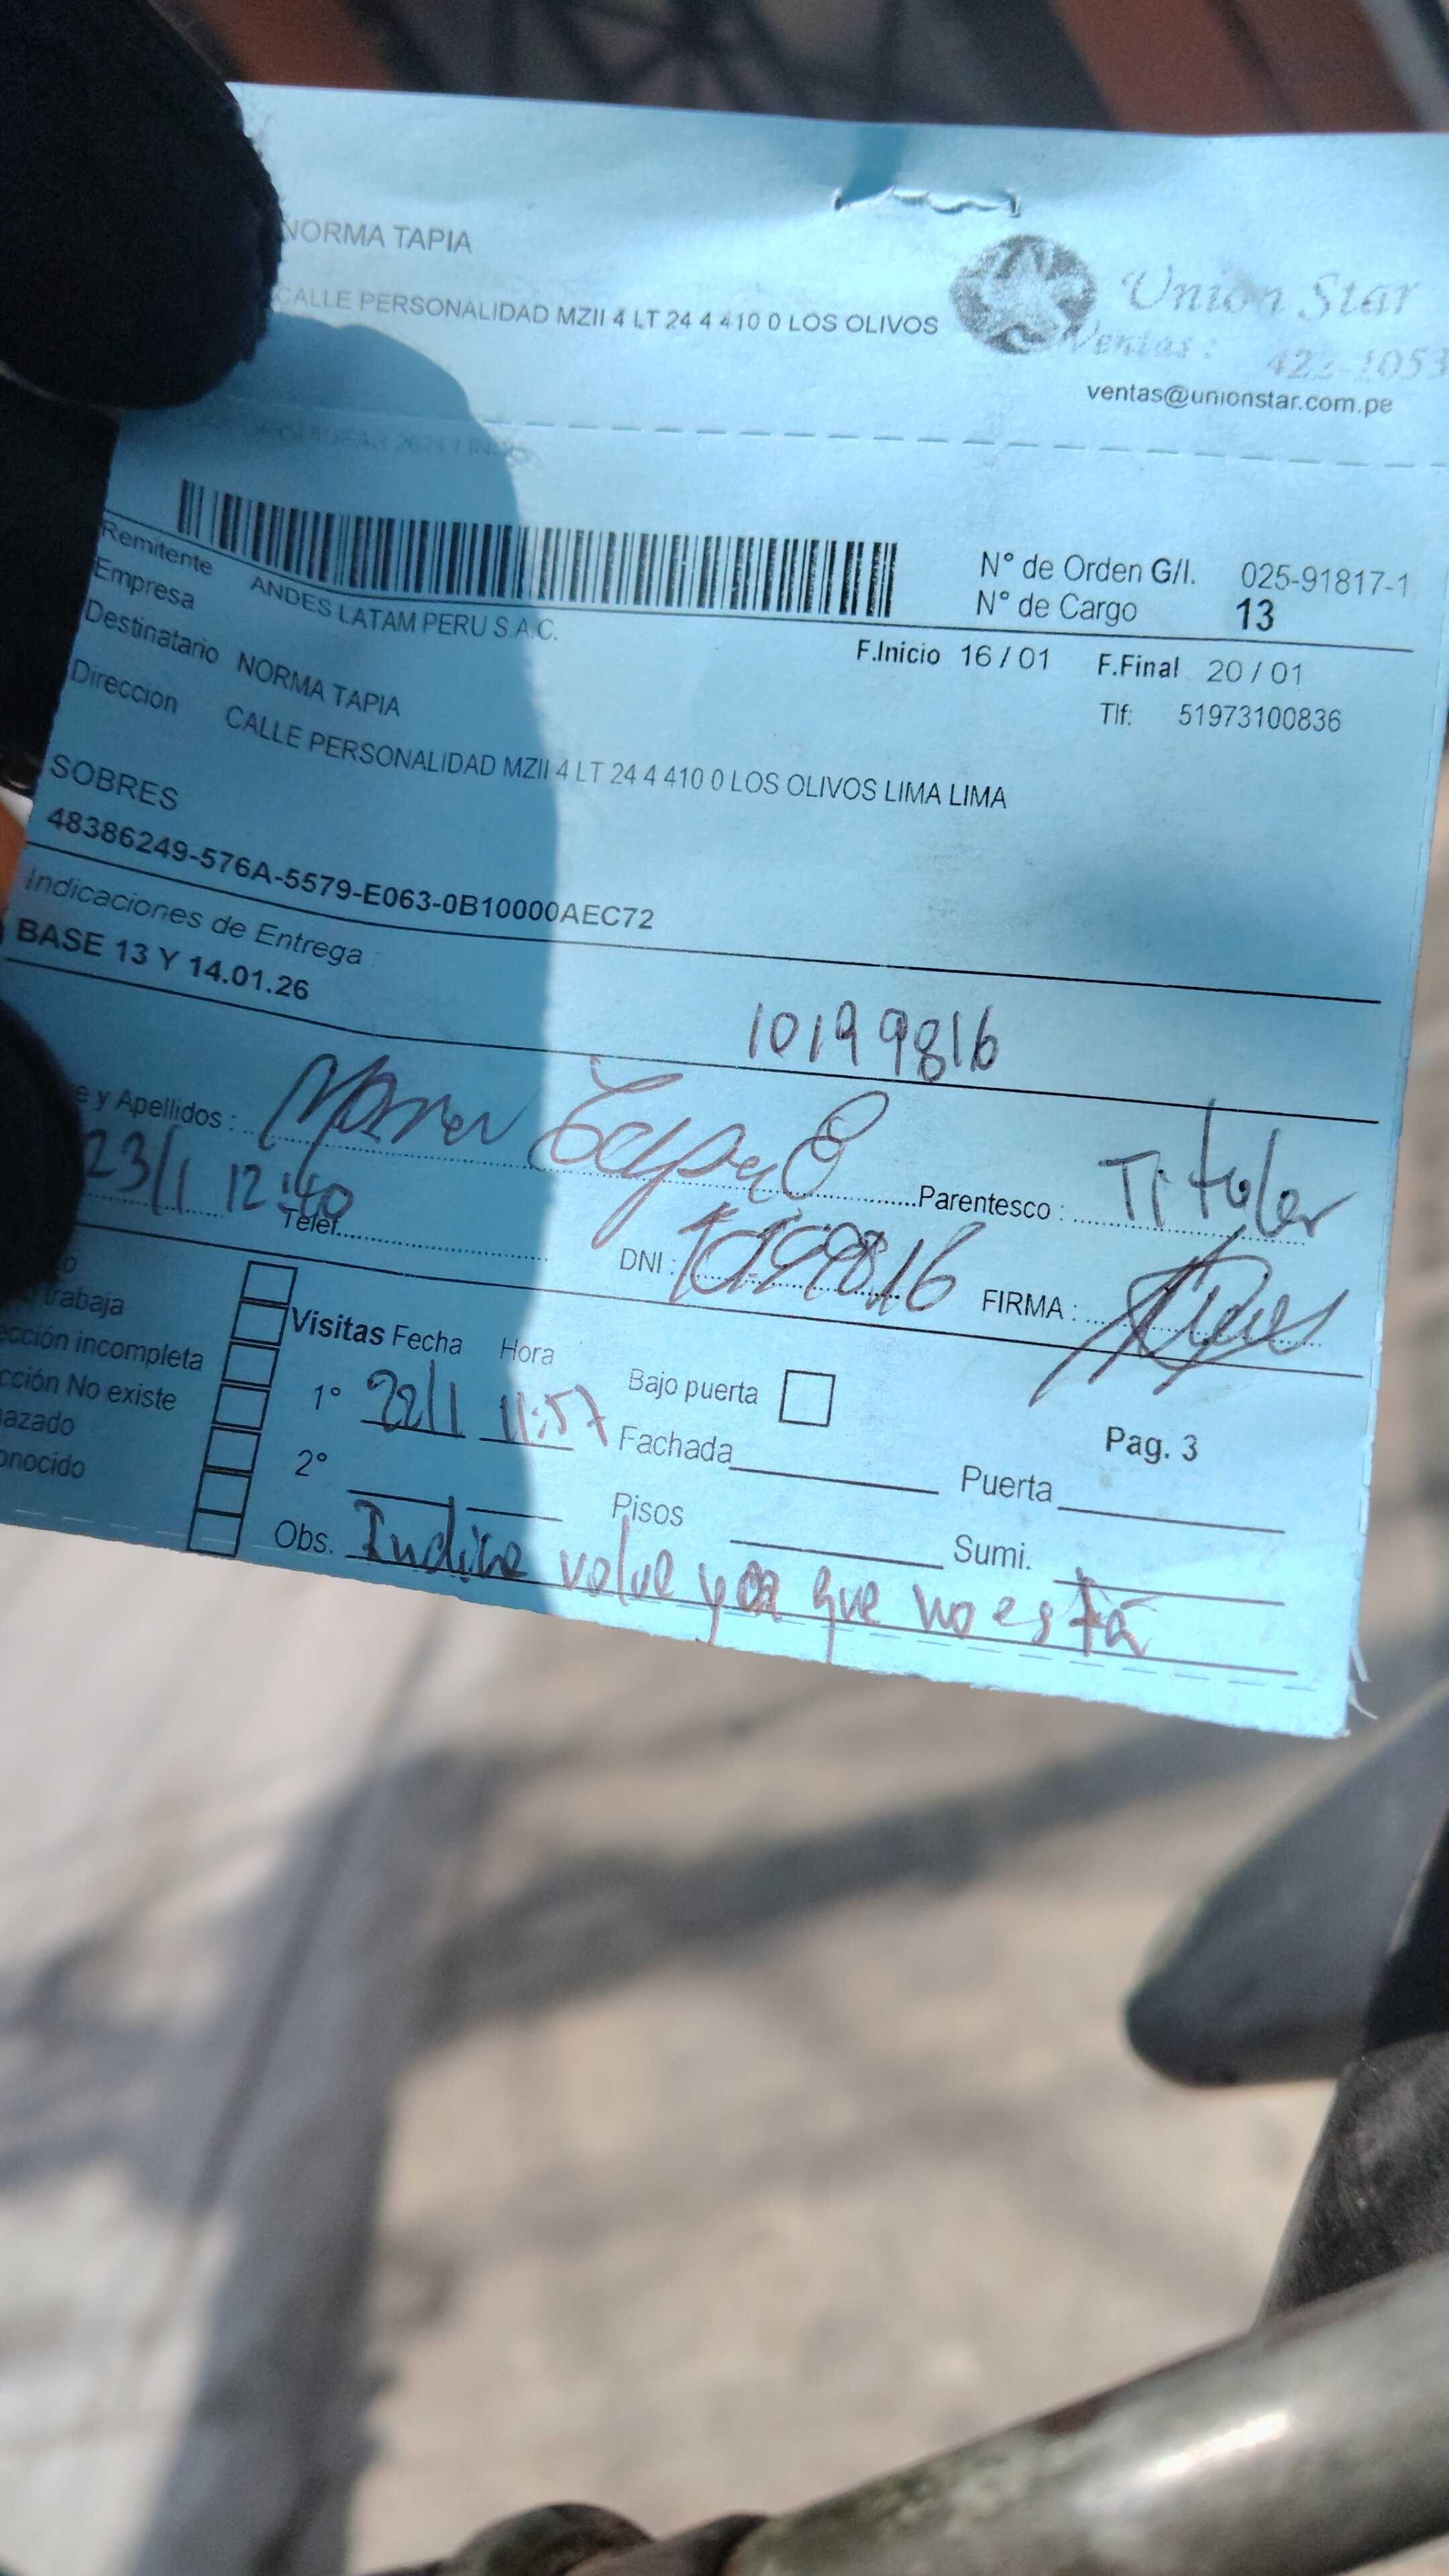 NORMA TAPIA
CALLE PERSONALIDAD MZII 4 LT 24 4 410 0 LOS OLIVOS
Union Star
Ventas: 422-1053
ventas@unionstar.com.pe
N° de Orden G/I. 025-91817-1
N° de Cargo 13
Remitente
Empresa ANDES LATAM PERU S.A.C.
F.Inicio 16 / 01 F.Final 20 / 01
Destinatario NORMA TAPIA
Tlf: 51973100836
Dirección CALLE PERSONALIDAD MZII 4 LT 24 4 410 0 LOS OLIVOS LIMA LIMA
SOBRES
48386249-576A-5579-E063-0B10000AEC72
Indicaciones de Entrega :
BASE 13 Y 14.01.26
10199816
e y Apellidos : Norma Tapia Parentesco : Titular
23/1 12:40 Telef. DNI : 10199816 FIRMA :
trabaja
cción incompleta
cción No existe
azado
onocido
Visitas Fecha Hora
1° 22/1 11:57 Bajo puerta
2° Fachada Puerta
Pag. 3
Pisos Sumi.
Obs. Indica volve ya que no está